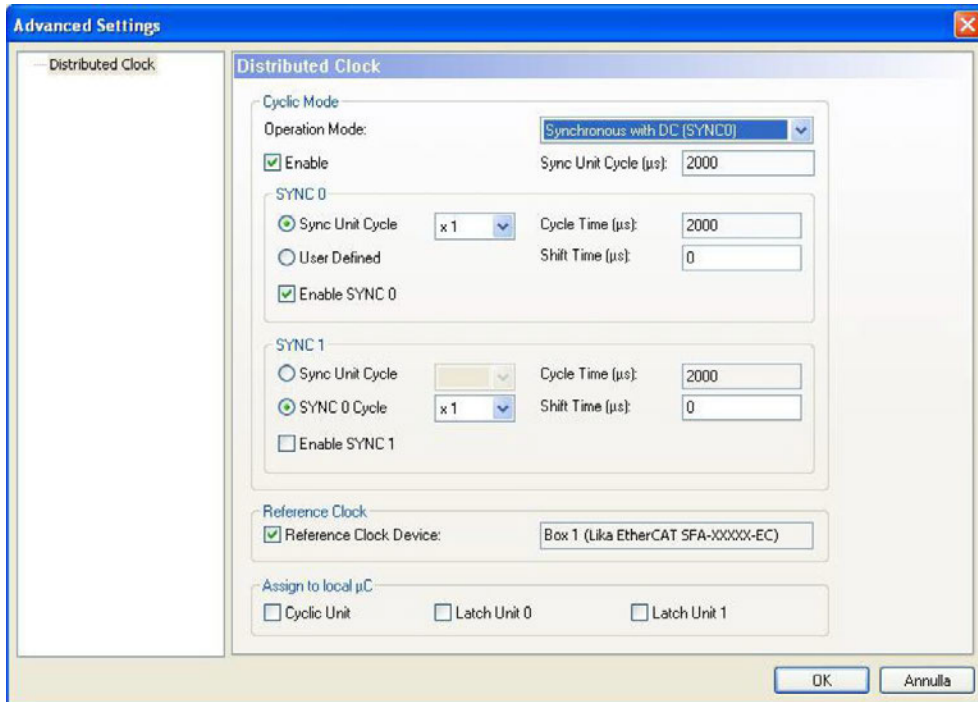 Advanced Settings
Distributed Clock
Distributed Clock
Cyclic Mode
Operation Mode: Synchronous with DC (SYNC0)
Enable Sync Unit Cycle (µs): 2000
SYNC 0
Sync Unit Cycle x 1 Cycle Time (µs): 2000
User Defined Shift Time (µs): 0
Enable SYNC 0
SYNC 1
Sync Unit Cycle Cycle Time (µs): 2000
SYNC 0 Cycle x 1 Shift Time (µs): 0
Enable SYNC 1
Reference Clock
Reference Clock Device: Box 1 (Lika EtherCAT SFA-XXXXX-EC)
Assign to local µC
Cyclic Unit Latch Unit 0 Latch Unit 1
OK Annulla